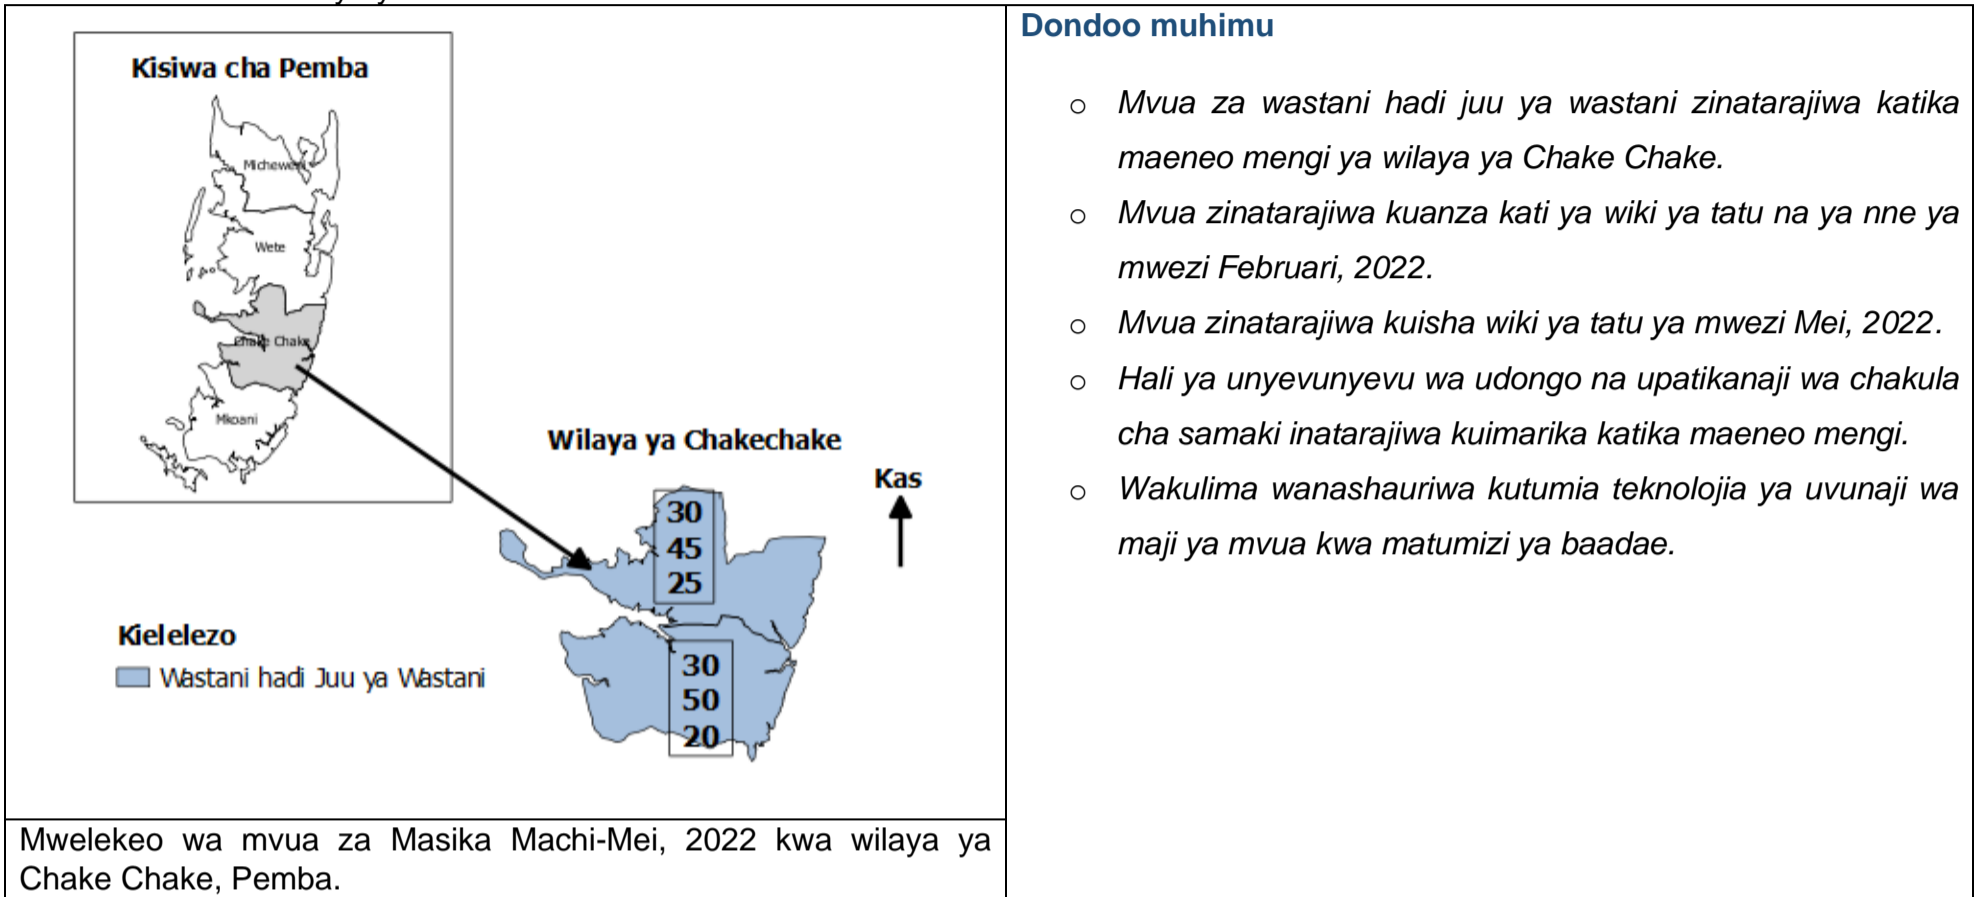 Kisiwa cha Pemba
Micheweni
Wete
Chake Chake
Mkoani
Wilaya ya Chakechake
Kas
30
45
25
30
50
20
Kielelezo
Wastani hadi Juu ya Wastani
Mwelekeo wa mvua za Masika Machi-Mei, 2022 kwa wilaya ya
Chake Chake, Pemba.
Dondoo muhimu
o Mvua za wastani hadi juu ya wastani zinatarajiwa katika
maeneo mengi ya wilaya ya Chake Chake.
o Mvua zinatarajiwa kuanza kati ya wiki ya tatu na ya nne ya
mwezi Februari, 2022.
o Mvua zinatarajiwa kuisha wiki ya tatu ya mwezi Mei, 2022.
o Hali ya unyevunyevu wa udongo na upatikanaji wa chakula
cha samaki inatarajiwa kuimarika katika maeneo mengi.
o Wakulima wanashauriwa kutumia teknolojia ya uvunaji wa
maji ya mvua kwa matumizi ya baadae.